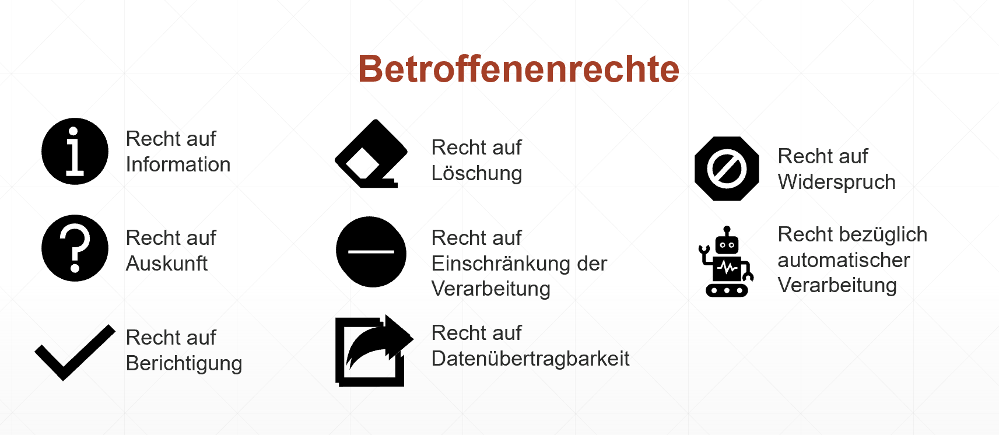 Betroffenenrechte
Recht auf
Information
Recht auf
Auskunft
Recht auf
Berichtigung
Recht auf
Löschung
Recht auf
Einschränkung der
Verarbeitung
Recht auf
Datenübertragbarkeit
Recht auf
Widerspruch
Recht bezüglich
automatischer
Verarbeitung